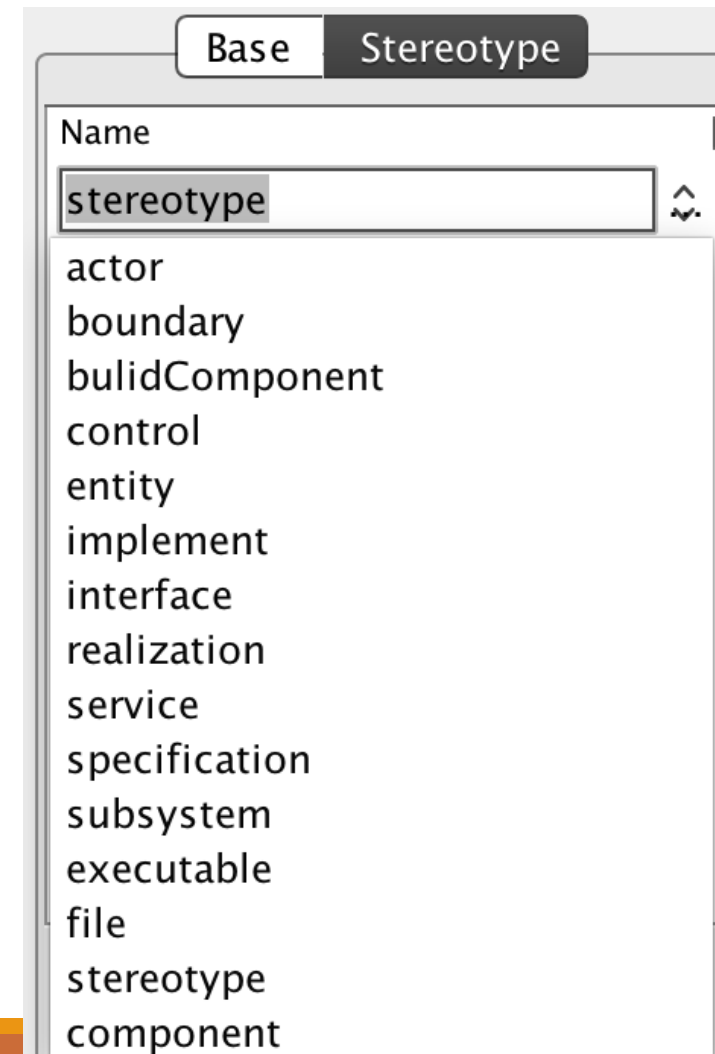 Base Stereotype
Name
stereotype
actor
boundary
bulidComponent
control
entity
implement
interface
realization
service
specification
subsystem
executable
file
stereotype
component